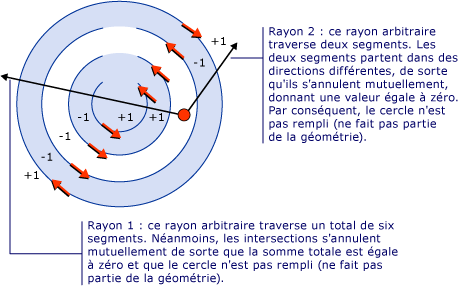 +1
-1
-1
+1
+1
-1
-1
+1
Rayon 2 : ce rayon arbitraire
traverse deux segments. Les
deux segments partent dans des
directions différentes, de sorte
qu'ils s'annulent mutuellement,
donnant une valeur égale à zéro.
Par conséquent, le cercle n'est
pas rempli (ne fait pas partie
de la géométrie).
Rayon 1 : ce rayon arbitraire traverse un total de six
segments. Néanmoins, les intersections s'annulent
mutuellement de sorte que la somme totale est égale
à zéro et que le cercle n'est pas rempli (ne fait pas
partie de la géométrie).